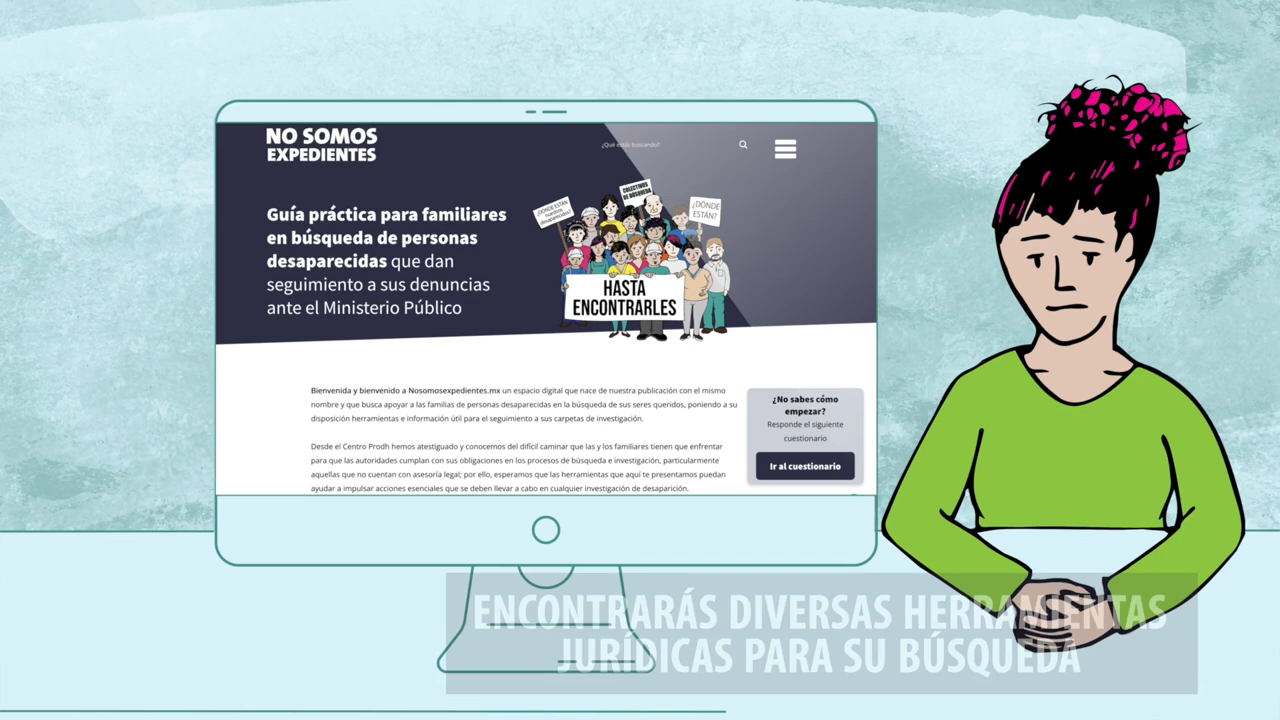 NO SOMOS
EXPEDIENTES
¿Qué estás buscando?
Guía práctica para familiares
en búsqueda de personas
desaparecidas que dan
seguimiento a sus denuncias
ante el Ministerio Público
¿DÓNDE ESTÁN
nuestros
desaparecidos?
COLECTIVOS
DE BÚSQUEDA
¿DÓNDE
ESTÁN?
HASTA
ENCONTRARLES
Bienvenida y bienvenido a Nosomosexpedientes.mx un espacio digital que nace de nuestra publicación con el mismo
nombre y que busca apoyar a las familias de personas desaparecidas en la búsqueda de sus seres queridos, poniendo a su
disposición herramientas e información útil para el seguimiento a sus carpetas de investigación.
Desde el Centro Prodh hemos atestiguado y conocemos del difícil caminar que las y los familiares tienen que enfrentar
para que las autoridades cumplan con sus obligaciones en los procesos de búsqueda e investigación, particularmente
aquellas que no cuentan con asesoría legal; por ello, esperamos que las herramientas que aquí te presentamos puedan
ayudar a impulsar acciones esenciales que se deben llevar a cabo en cualquier investigación de desaparición.
¿No sabes cómo
empezar?
Responde el siguiente
cuestionario
Ir al cuestionario
ENCONTRARÁS DIVERSAS HERRAMIENTAS
JURÍDICAS PARA SU BÚSQUEDA